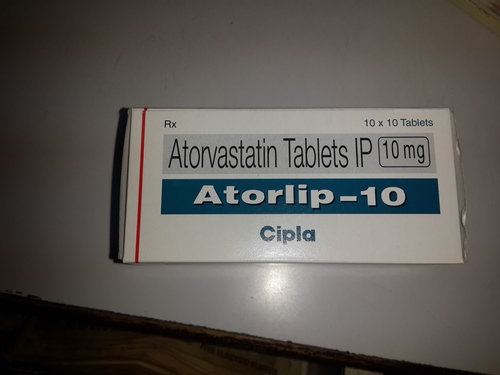 Rx
10 x 10 Tablets
Atorvastatin Tablets IP 10 mg
Atorlip-10
Cipla